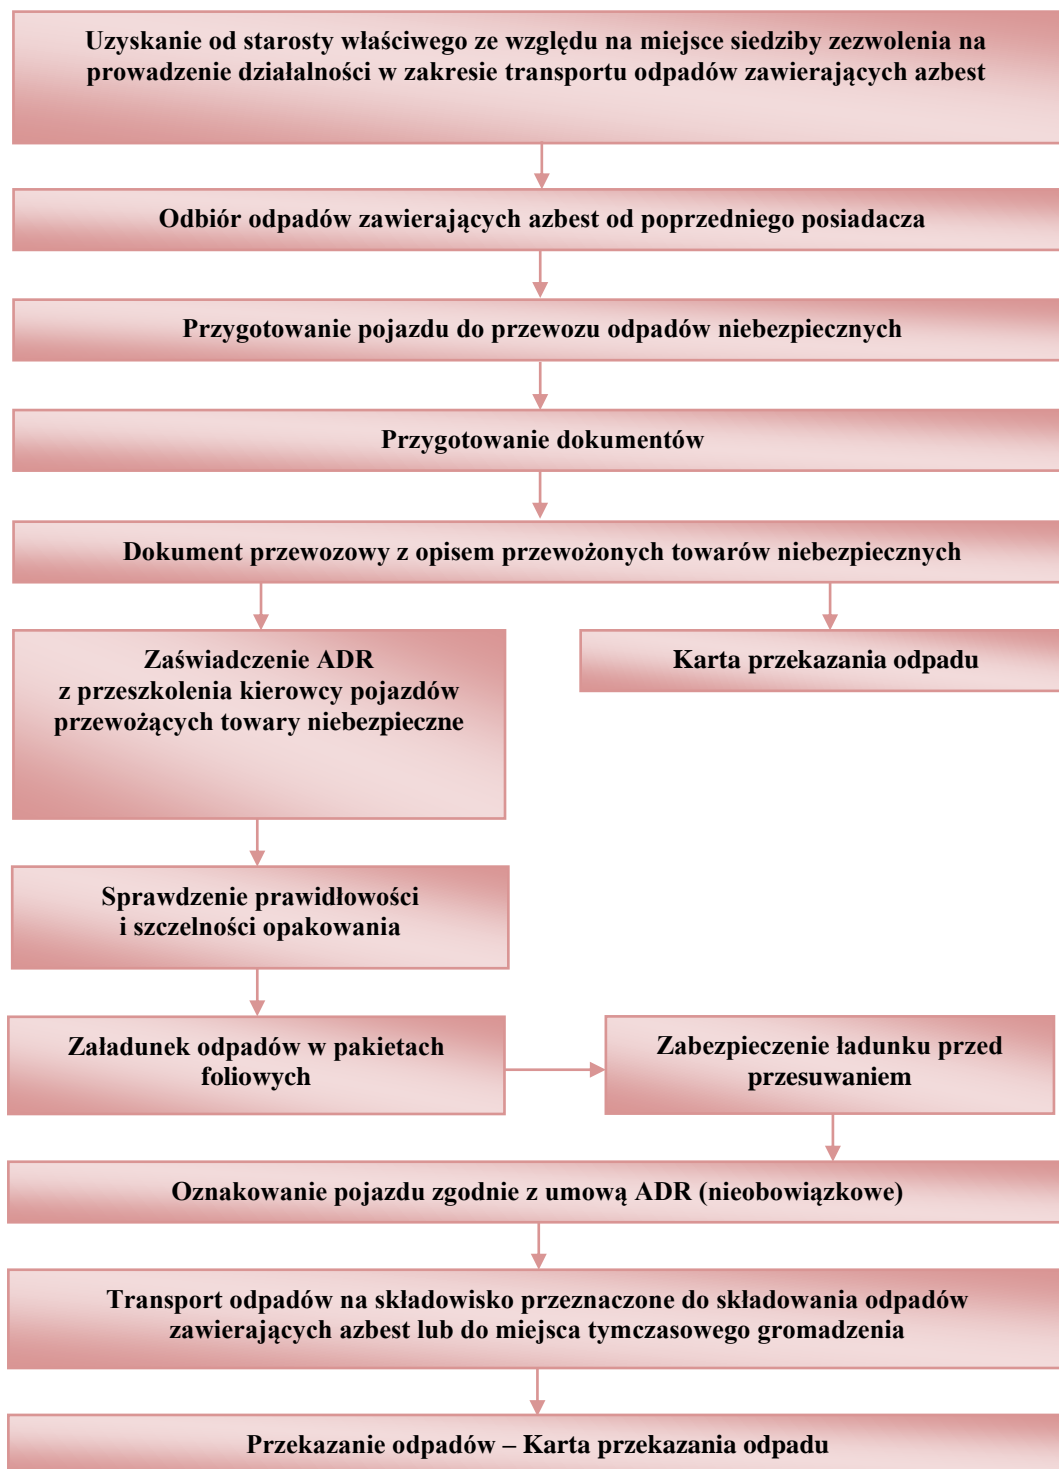 Uzyskanie od starosty właściwego ze względu na miejsce siedziby zezwolenia na
prowadzenie działalności w zakresie transportu odpadów zawierających azbest
Odbiór odpadów zawierających azbest od poprzedniego posiadacza
Przygotowanie pojazdu do przewozu odpadów niebezpiecznych
Przygotowanie dokumentów
Dokument przewozowy z opisem przewożonych towarów niebezpiecznych
Zaświadczenie ADR
z przeszkolenia kierowcy pojazdów
przewożących towary niebezpieczne
Karta przekazania odpadu
Sprawdzenie prawidłowości
i szczelności opakowania
Załadunek odpadów w pakietach
foliowych
Zabezpieczenie ładunku przed
przesuwaniem
Oznakowanie pojazdu zgodnie z umową ADR (nieobowiązkowe)
Transport odpadów na składowisko przeznaczone do składowania odpadów
zawierających azbest lub do miejsca tymczasowego gromadzenia
Przekazanie odpadów – Karta przekazania odpadu